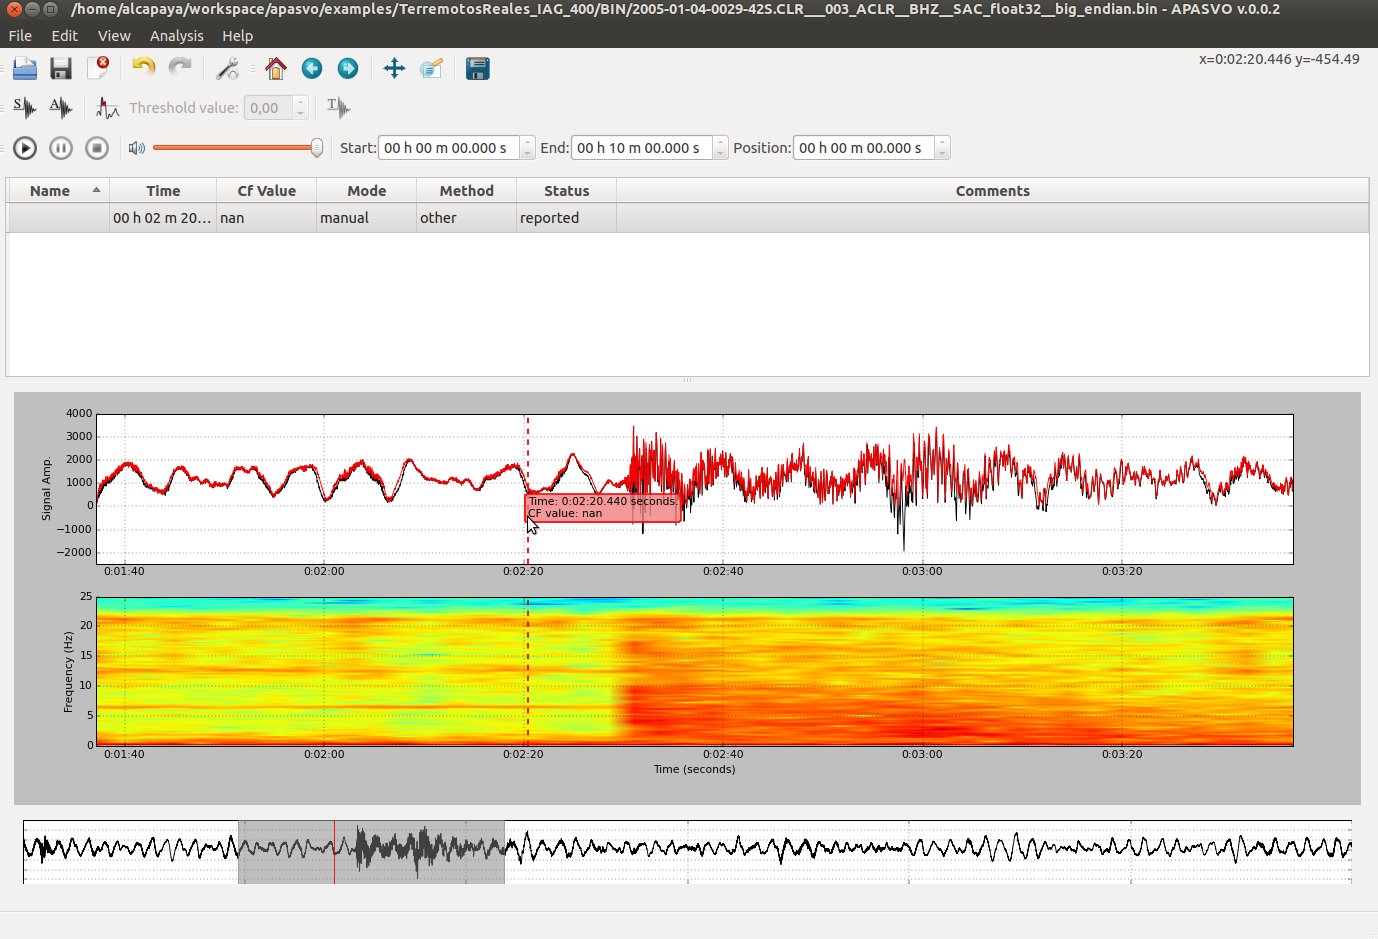 /home/alcapaya/workspace/apasvo/examples/TerremotosReales_IAG_400/BIN/2005-01-04-0029-42S.CLR___003_ACLR__BHZ__SAC_float32__big_endian.bin - APASVO v.0.0.2
File Edit View Analysis Help
x=0:02:20.446 y=-454.49
S A Threshold value: 0,00 T
Start: 00 h 00 m 00.000 s End: 00 h 10 m 00.000 s Position: 00 h 00 m 00.000 s
Name Time Cf Value Mode Method Status Comments
00 h 02 m 20... nan manual other reported
4000
3000
2000
1000
0
−1000
−2000
Signal Amp.
Time: 0:02:20.440 seconds.
CF value: nan
0:01:40 0:02:00 0:02:20 0:02:40 0:03:00 0:03:20
25
20
15
10
5
0
Frequency (Hz)
0:01:40 0:02:00 0:02:20 0:02:40 0:03:00 0:03:20
Time (seconds)